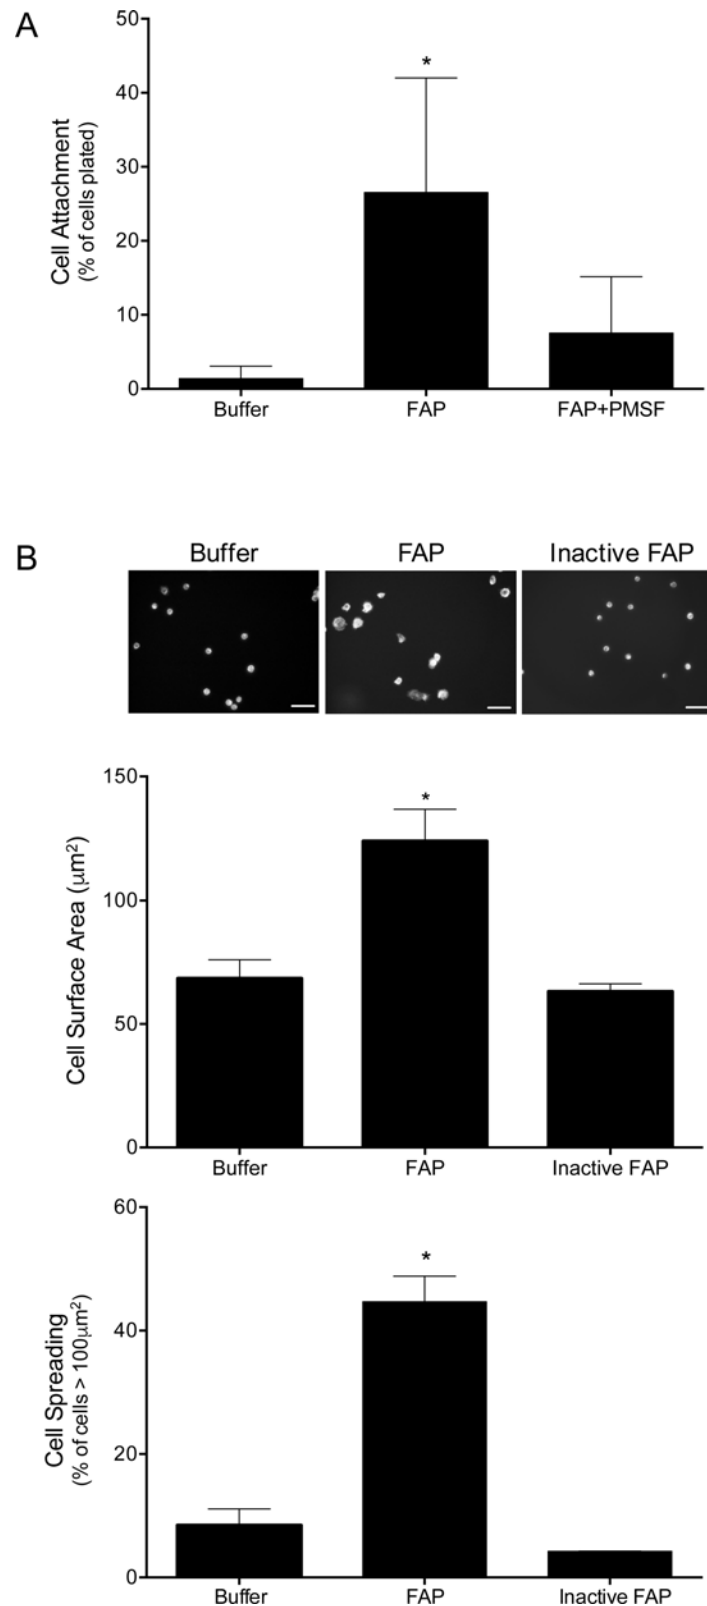 A
50
40
30
20
10
0
Cell Attachment
(% of cells plated)
*
Buffer FAP FAP+PMSF
B
Buffer FAP Inactive FAP
150
100
50
0
Cell Surface Area (μm²)
*
Buffer FAP Inactive FAP
60
40
20
0
Cell Spreading
(% of cells > 100μm²)
*
Buffer FAP Inactive FAP